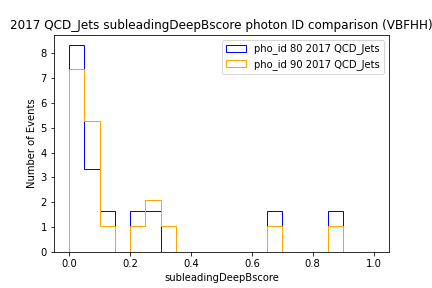 2017 QCD_Jets subleadingDeepBscore photon ID comparison (VBFHH)
pho_id 80 2017 QCD_Jets
pho_id 90 2017 QCD_Jets
Number of Events
8
7
6
5
4
3
2
1
0
0.0 0.2 0.4 0.6 0.8 1.0
subleadingDeepBscore